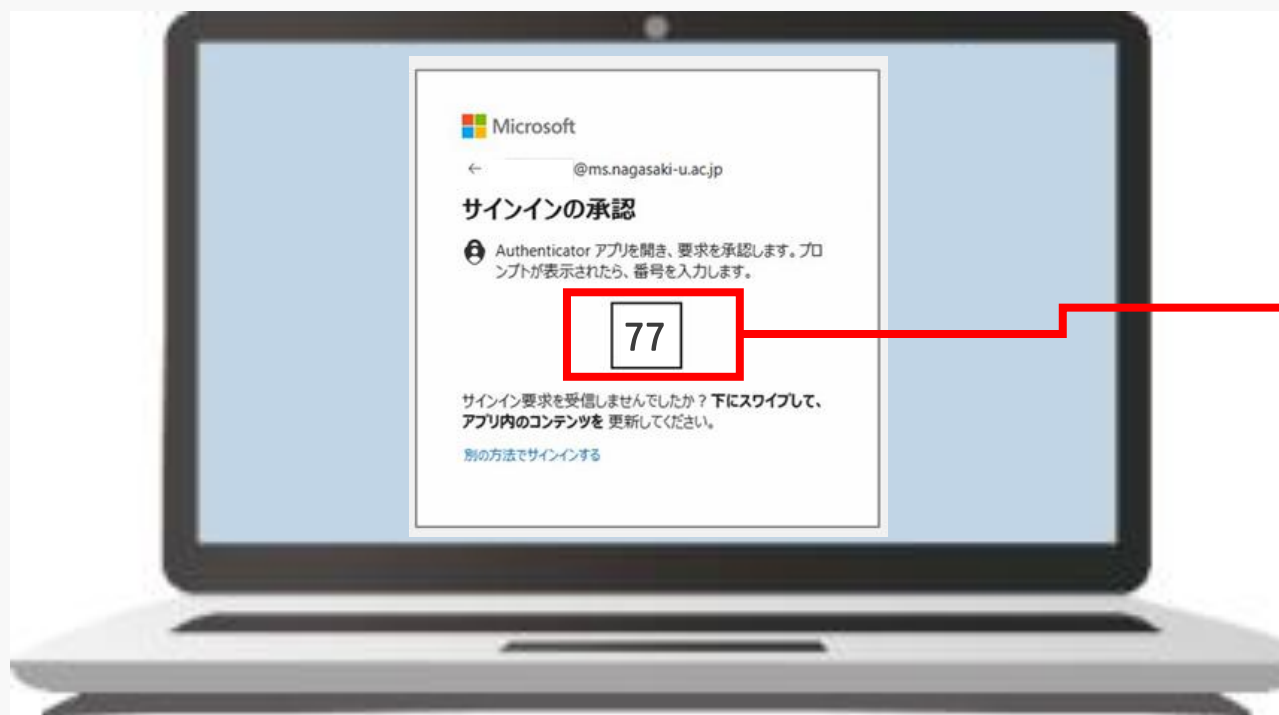 Microsoft
← @ms.nagasaki-u.ac.jp
サインインの承認
Authenticator アプリを開き、要求を承認します。プロ
ンプトが表示されたら、番号を入力します。
77
サインイン要求を受信しませんでしたか？下にスワイプして、
アプリ内のコンテンツを 更新してください。
別の方法でサインインする